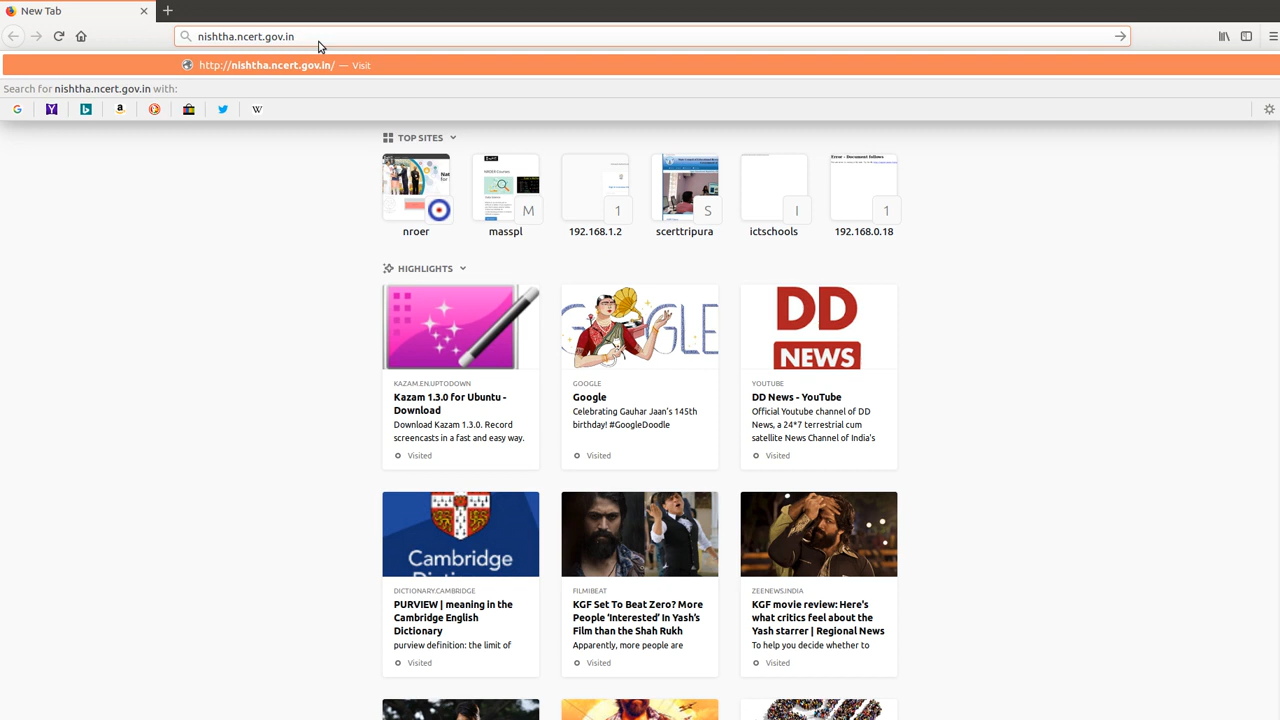 New Tab
nishtha.ncert.gov.in
http://nishtha.ncert.gov.in/ — Visit
Search for nishtha.ncert.gov.in with:
TOP SITES
Error - Document follows
M 1 S I 1
nroer masspl 192.168.1.2 scerttripura ictschools 192.168.0.18
HIGHLIGHTS
GOOGLE
DD
NEWS
KAZAM.EN.UPTODOWN
Kazam 1.3.0 for Ubuntu -
Download
Download Kazam 1.3.0. Record
screencasts in a fast and easy way.
Visited
GOOGLE
Google
Celebrating Gauhar Jaan's 145th
birthday! #GoogleDoodle
Visited
YOUTUBE
DD News - YouTube
Official Youtube channel of DD
News, a 24*7 terrestrial cum
satellite News Channel of India's
Visited
Cambridge
DICTIONARY.CAMBRIDGE
PURVIEW | meaning in the
Cambridge English
Dictionary
purview definition: the limit of
Visited
FILMIBEAT
KGF Set To Beat Zero? More
People ‘Interested’ In Yash’s
Film than the Shah Rukh
Apparently, more people are
Visited
ZEENEWS.INDIA
KGF movie review: Here's
what critics feel about the
Yash starrer | Regional News
To help you decide whether to
Visited